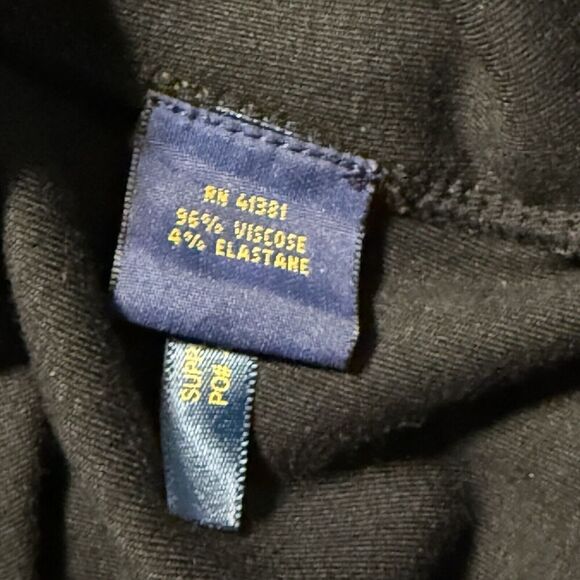 RN 41381
96% VISCOSE
4% ELASTANE
SUPP
PO#